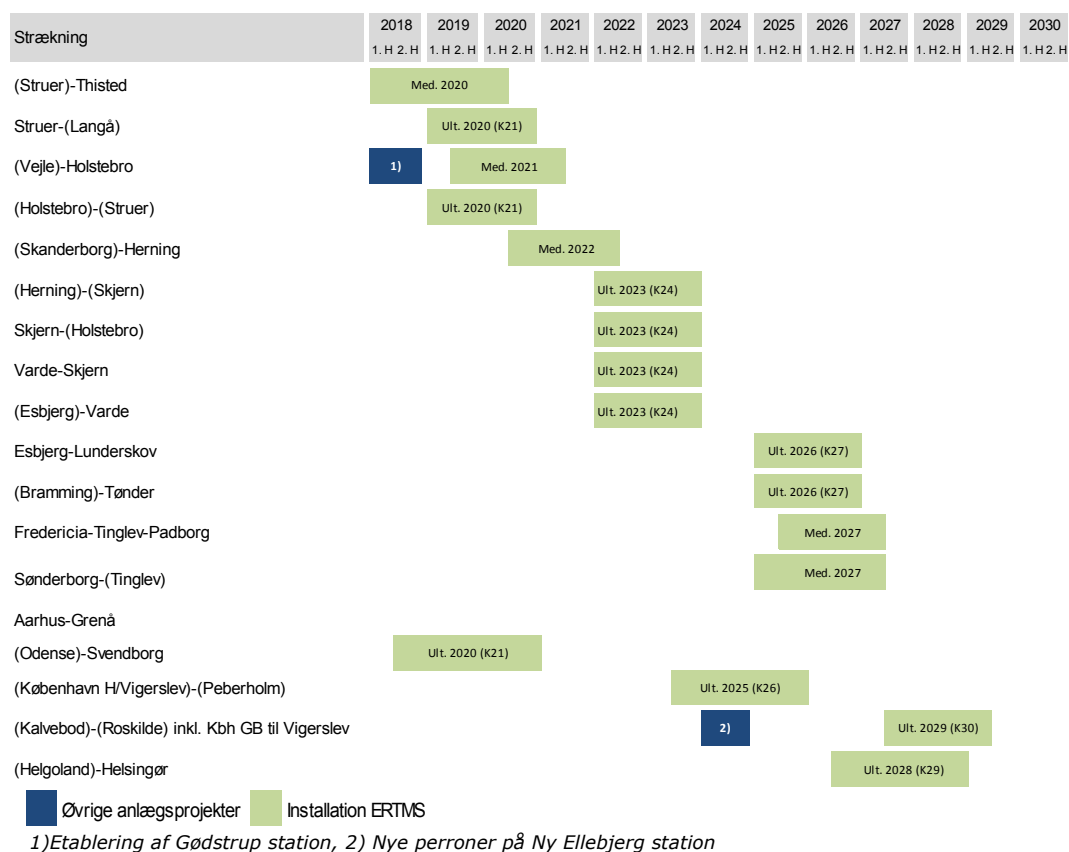 Strækning 2018 2019 2020 2021 2022 2023 2024 2025 2026 2027 2028 2029 2030
1. H 2. H 1. H 2. H 1. H 2. H 1. H 2. H 1. H 2. H 1. H 2. H 1. H 2. H 1. H 2. H 1. H 2. H 1. H 2. H 1. H 2. H 1. H 2. H 1. H 2. H
(Struer)-Thisted Med. 2020
Struer-(Langå) Ult. 2020 (K21)
(Vejle)-Holstebro 1) Med. 2021
(Holstebro)-(Struer) Ult. 2020 (K21)
(Skanderborg)-Herning Med. 2022
(Herning)-(Skjern) Ult. 2023 (K24)
Skjern-(Holstebro) Ult. 2023 (K24)
Varde-Skjern Ult. 2023 (K24)
(Esbjerg)-Varde Ult. 2023 (K24)
Esbjerg-Lunderskov Ult. 2026 (K27)
(Bramming)-Tønder Ult. 2026 (K27)
Fredericia-Tinglev-Padborg Med. 2027
Sønderborg-(Tinglev) Med. 2027
Aarhus-Grenå
(Odense)-Svendborg Ult. 2020 (K21)
(København H/Vigerslev)-(Peberholm) Ult. 2025 (K26)
(Kalvebod)-(Roskilde) inkl. Kbh GB til Vigerslev 2) Ult. 2029 (K30)
(Helgoland)-Helsingør Ult. 2028 (K29)
Øvrige anlægsprojekter Installation ERTMS
1)Etablering af Gødstrup station, 2) Nye perroner på Ny Ellebjerg station